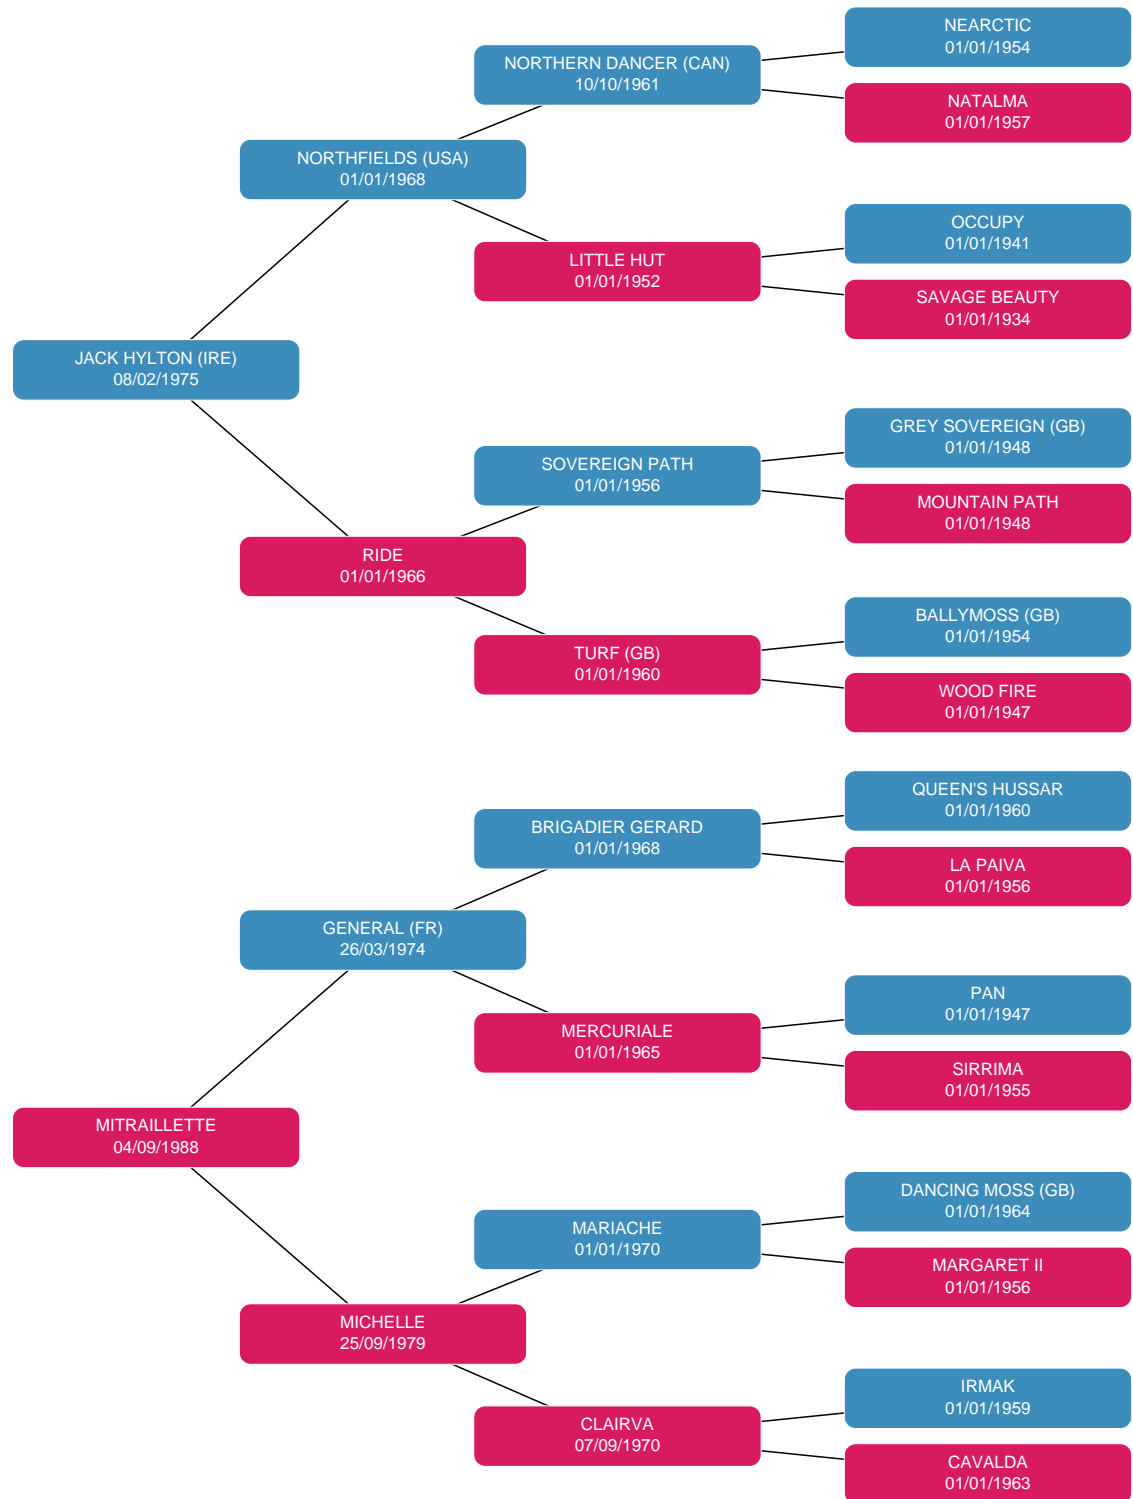 NEARCTIC
01/01/1954
NORTHERN DANCER (CAN)
10/10/1961
NATALMA
01/01/1957
NORTHFIELDS (USA)
01/01/1968
OCCUPY
01/01/1941
LITTLE HUT
01/01/1952
SAVAGE BEAUTY
01/01/1934
JACK HYLTON (IRE)
08/02/1975
GREY SOVEREIGN (GB)
01/01/1948
SOVEREIGN PATH
01/01/1956
MOUNTAIN PATH
01/01/1948
RIDE
01/01/1966
BALLYMOSS (GB)
01/01/1954
TURF (GB)
01/01/1960
WOOD FIRE
01/01/1947
QUEEN'S HUSSAR
01/01/1960
BRIGADIER GERARD
01/01/1968
LA PAIVA
01/01/1956
GENERAL (FR)
26/03/1974
PAN
01/01/1947
MERCURIALE
01/01/1965
SIRRIMA
01/01/1955
MITRAILLETTE
04/09/1988
DANCING MOSS (GB)
01/01/1964
MARIACHE
01/01/1970
MARGARET II
01/01/1956
MICHELLE
25/09/1979
IRMAK
01/01/1959
CLAIRVA
07/09/1970
CAVALDA
01/01/1963